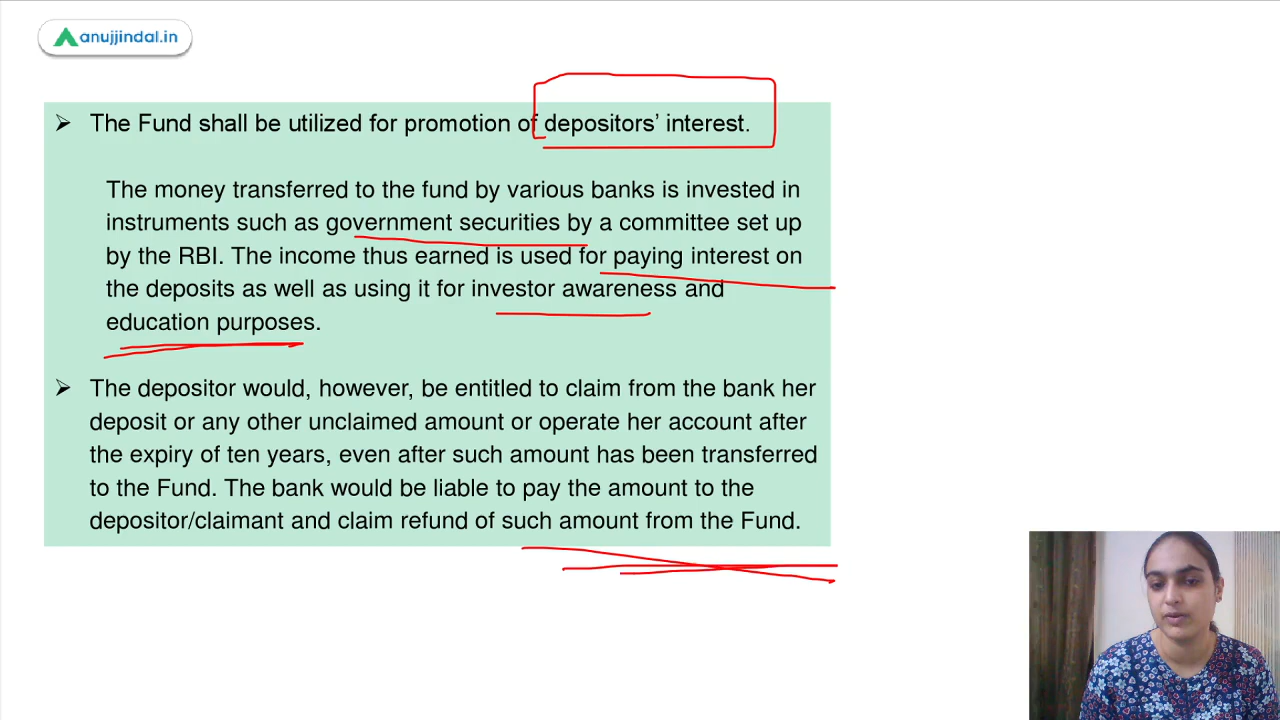 anujjindal.in
The Fund shall be utilized for promotion of depositors’ interest.
The money transferred to the fund by various banks is invested in
instruments such as government securities by a committee set up
by the RBI. The income thus earned is used for paying interest on
the deposits as well as using it for investor awareness and
education purposes.
The depositor would, however, be entitled to claim from the bank her
deposit or any other unclaimed amount or operate her account after
the expiry of ten years, even after such amount has been transferred
to the Fund. The bank would be liable to pay the amount to the
depositor/claimant and claim refund of such amount from the Fund.